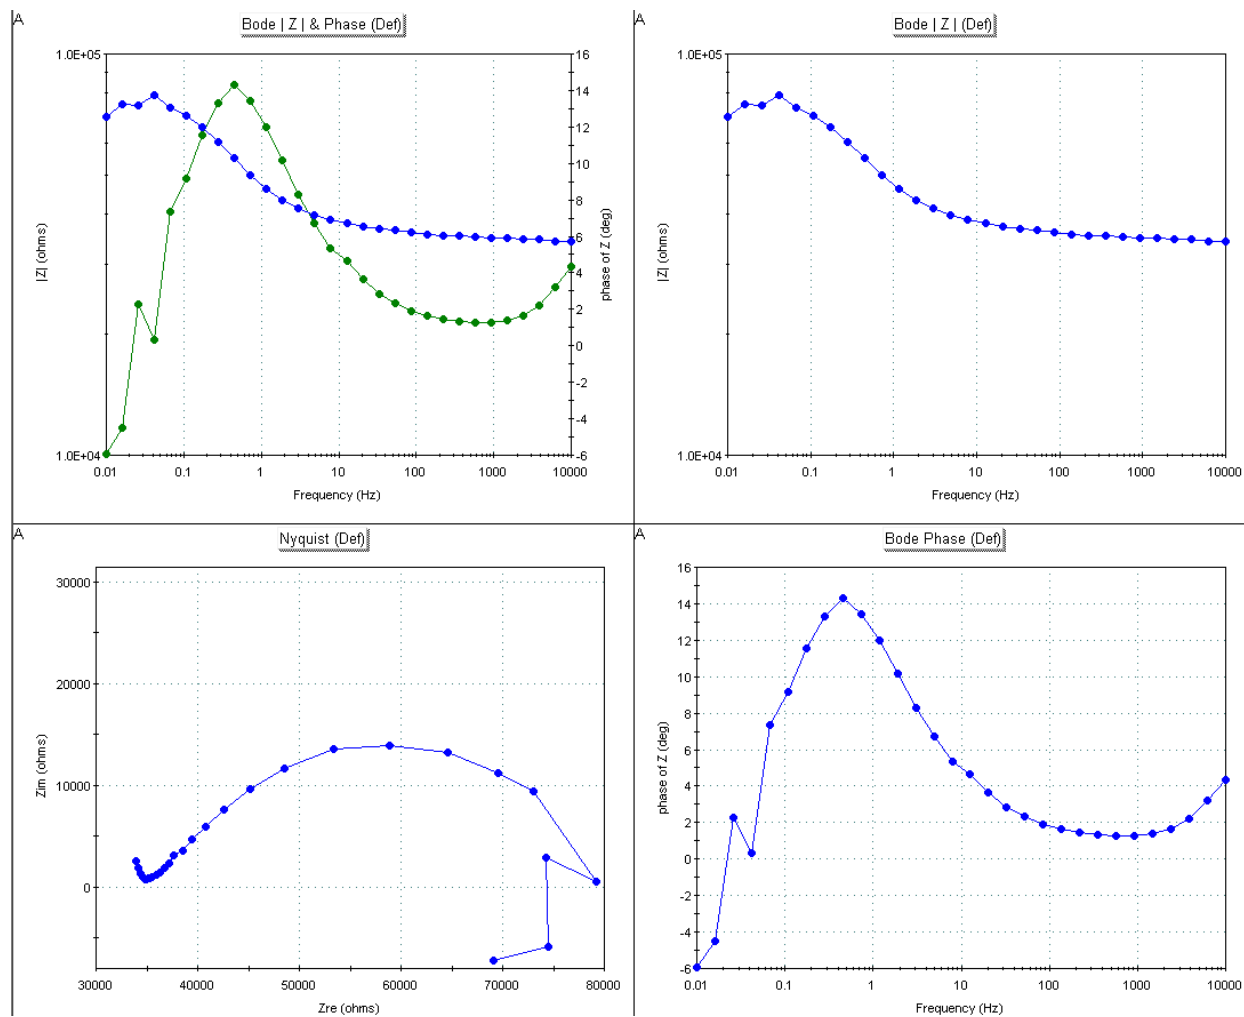 A
Bode | Z | & Phase (Def)
1.0E+05
16
14
12
10
8
6
4
2
0
-2
-4
-6
|Z| (ohms)
phase of Z (deg)
1.0E+04
0.01 0.1 1 10 100 1000 10000
Frequency (Hz)
A
Bode | Z | (Def)
1.0E+05
|Z| (ohms)
1.0E+04
0.01 0.1 1 10 100 1000 10000
Frequency (Hz)
A
Nyquist (Def)
30000
20000
10000
0
Zim (ohms)
30000 40000 50000 60000 70000 80000
Zre (ohms)
A
Bode Phase (Def)
16
14
12
10
8
6
4
2
0
-2
-4
-6
phase of Z (deg)
0.01 0.1 1 10 100 1000 10000
Frequency (Hz)